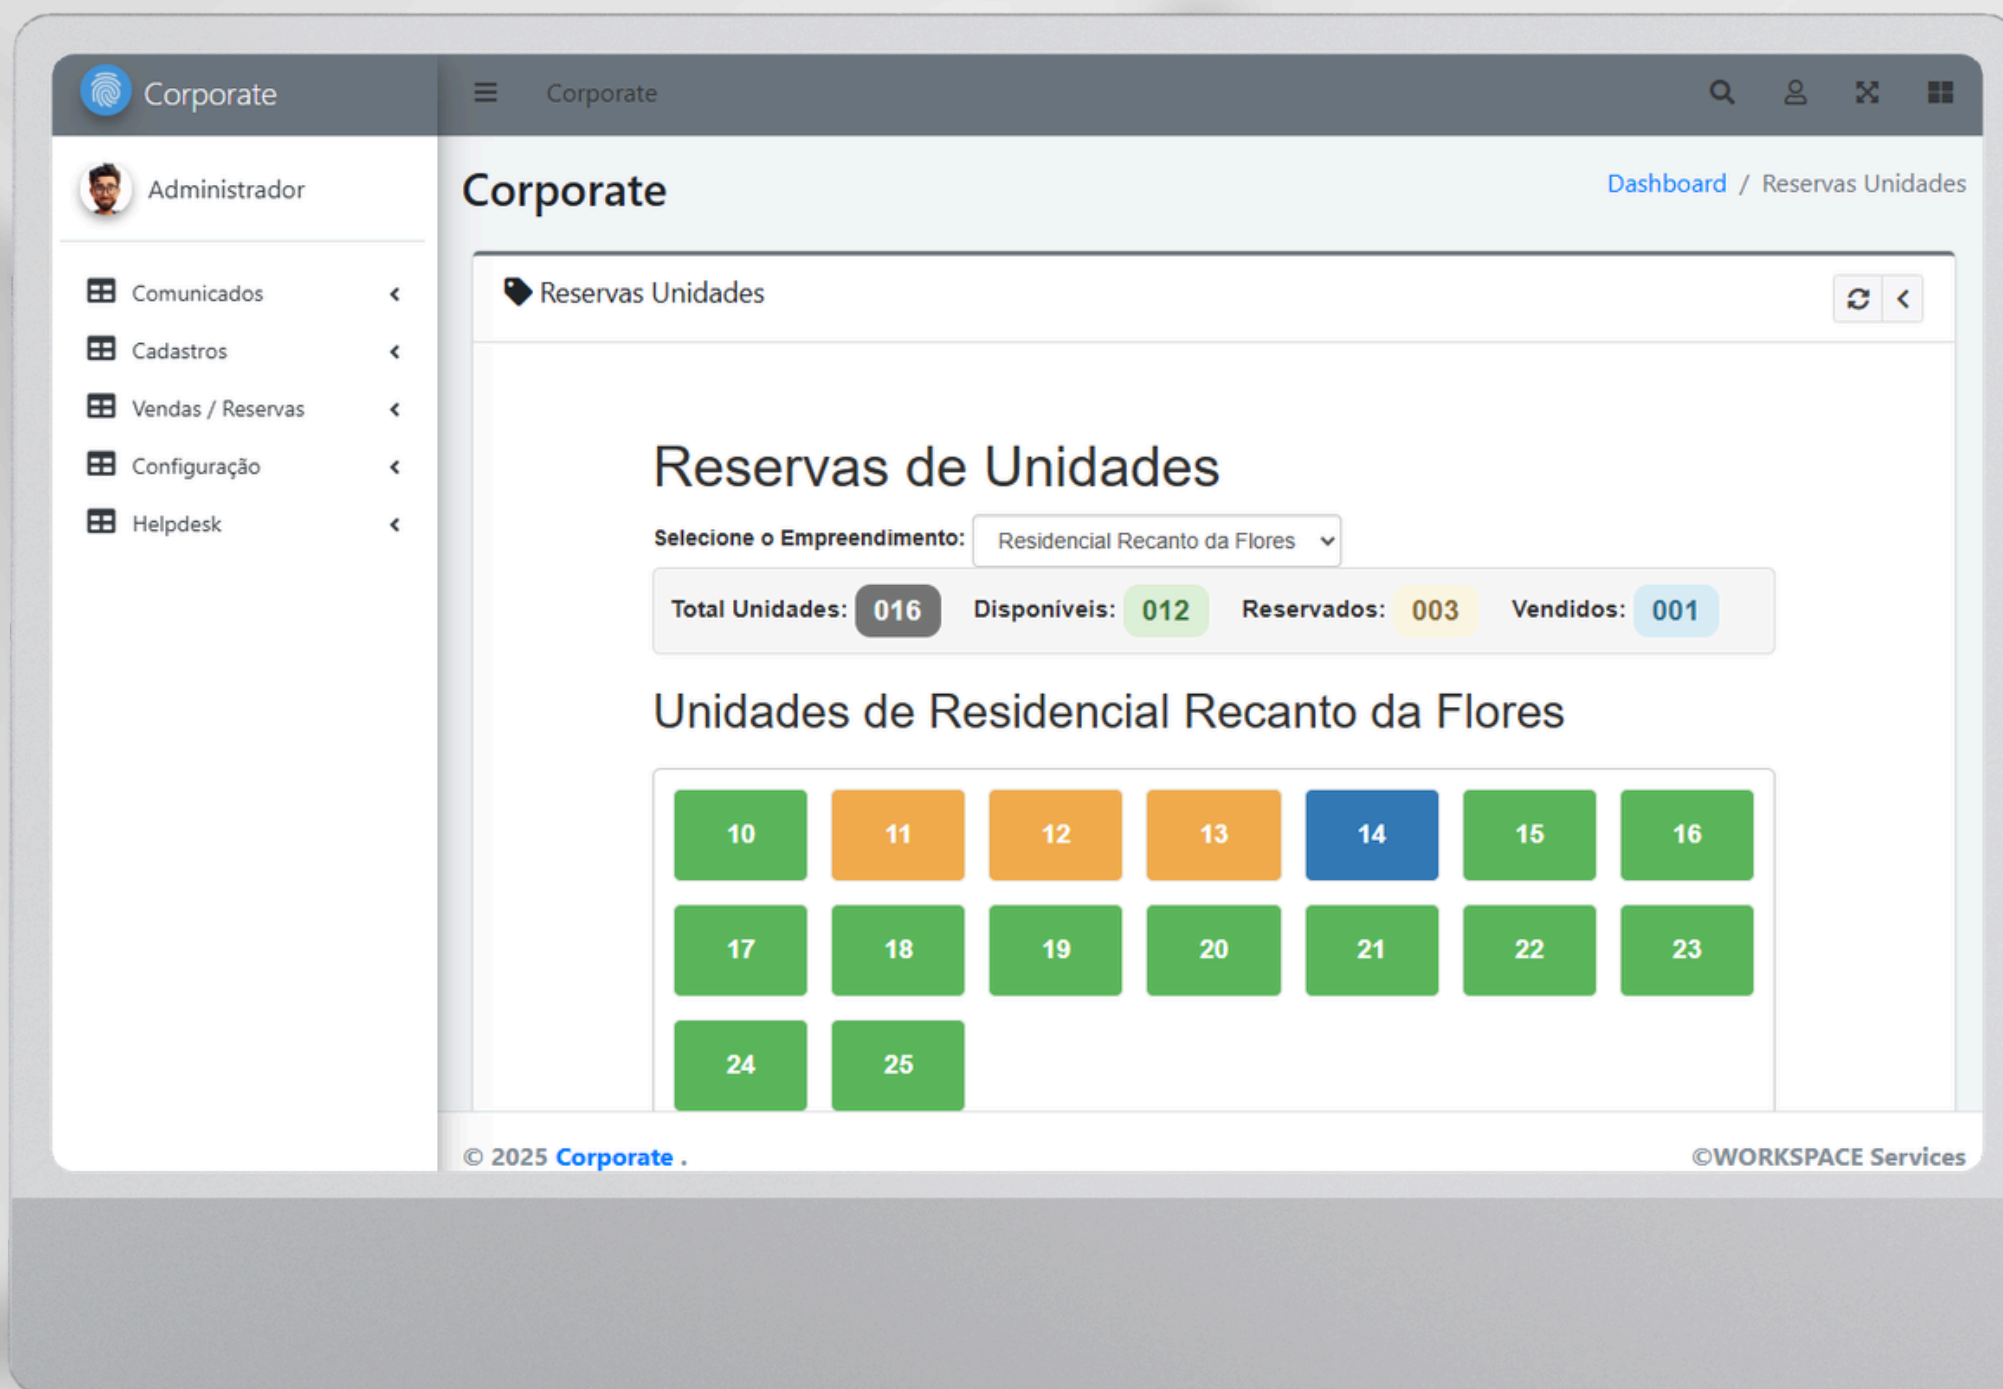 Corporate
Corporate
Administrador
Corporate
Dashboard / Reservas Unidades
Comunicados
Cadastros
Vendas / Reservas
Configuração
Helpdesk
Reservas Unidades
Reservas de Unidades
Selecione o Empreendimento: Residencial Recanto da Flores
Total Unidades: 016 Disponíveis: 012 Reservados: 003 Vendidos: 001
Unidades de Residencial Recanto da Flores
10 11 12 13 14 15 16
17 18 19 20 21 22 23
24 25
© 2025 Corporate .
©WORKSPACE Services